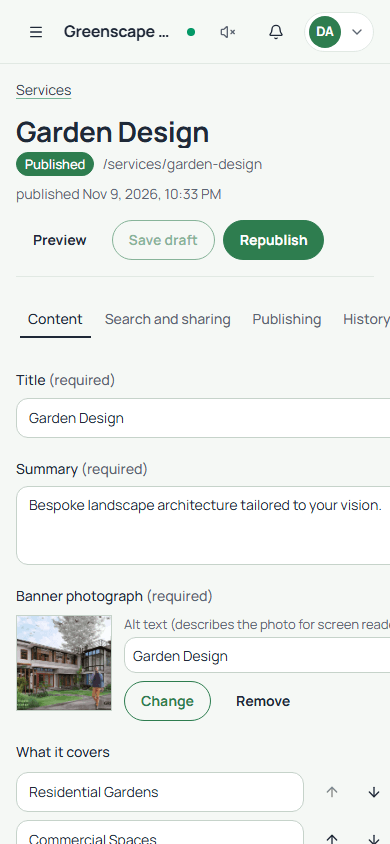 Greenscape ...
DA
Services
Garden Design
Published /services/garden-design
published Nov 9, 2026, 10:33 PM
Preview Save draft Republish
Content Search and sharing Publishing History
Title (required)
Garden Design
Summary (required)
Bespoke landscape architecture tailored to your vision.
Banner photograph (required)
Alt text (describes the photo for screen reade
Garden Design
Change Remove
What it covers
Residential Gardens
Commercial Spaces